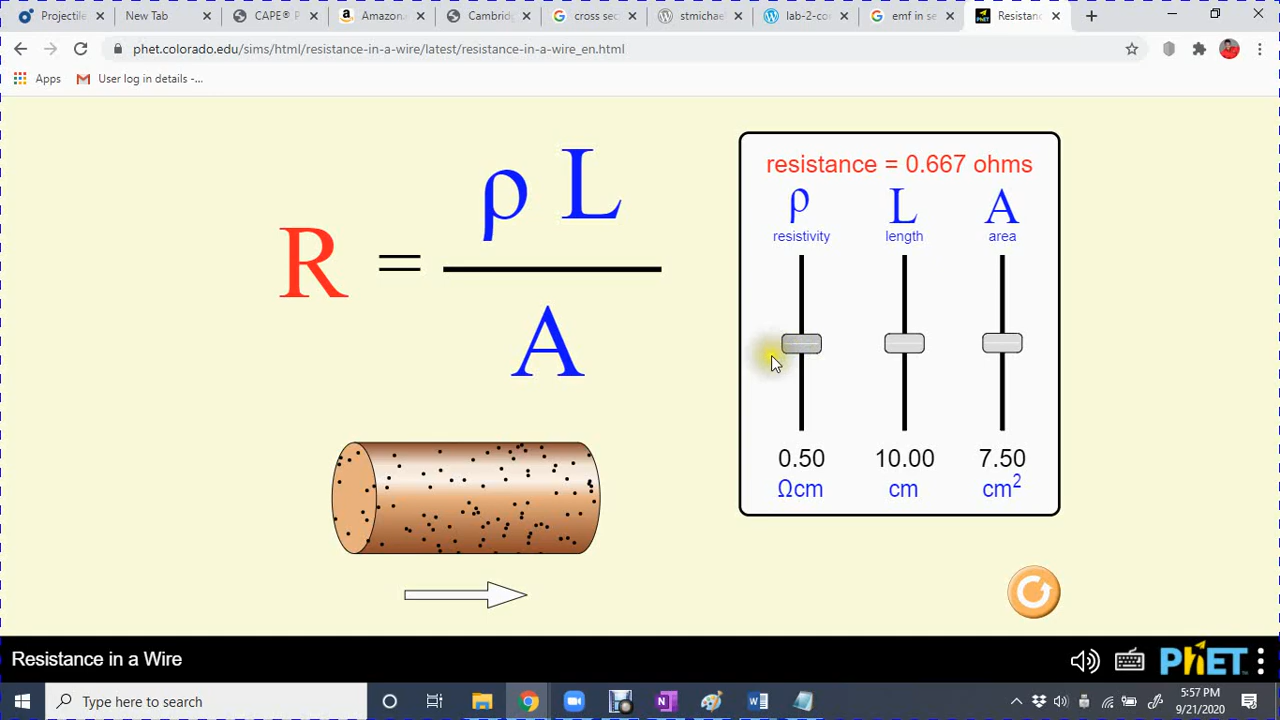 Projectile
New Tab
CAPES P
Amazon.
Cambridg
cross sec
stmichae
lab-2-co
emf in se
Resistanc
phet.colorado.edu/sims/html/resistance-in-a-wire/latest/resistance-in-a-wire_en.html
Apps
User log in details -...
R = ρ L
A
resistance = 0.667 ohms
ρ L A
resistivity length area
0.50 10.00 7.50
Ωcm cm cm²
Resistance in a Wire
PhET
Type here to search
5:57 PM
9/21/2020